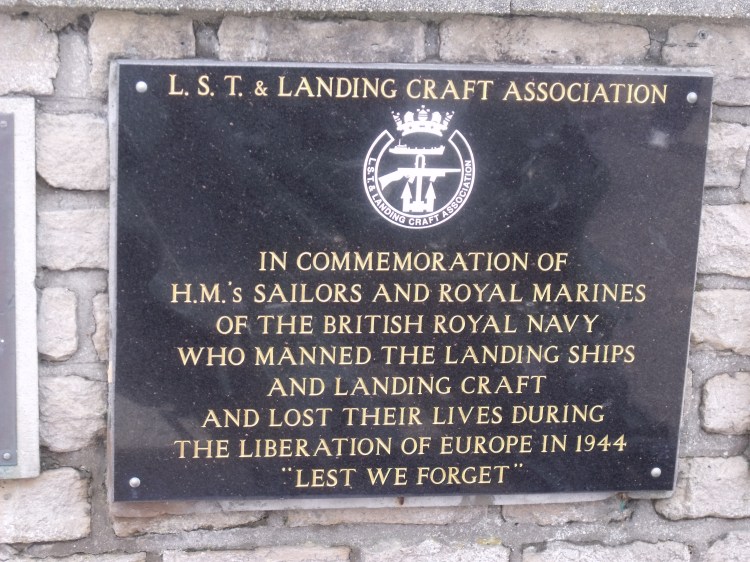 L. S. T. & LANDING CRAFT ASSOCIATION
L.S.T. & LANDING CRAFT ASSOCIATION
IN COMMEMORATION OF
H.M.'s SAILORS AND ROYAL MARINES
OF THE BRITISH ROYAL NAVY
WHO MANNED THE LANDING SHIPS
AND LANDING CRAFT
AND LOST THEIR LIVES DURING
THE LIBERATION OF EUROPE IN 1944
"LEST WE FORGET"